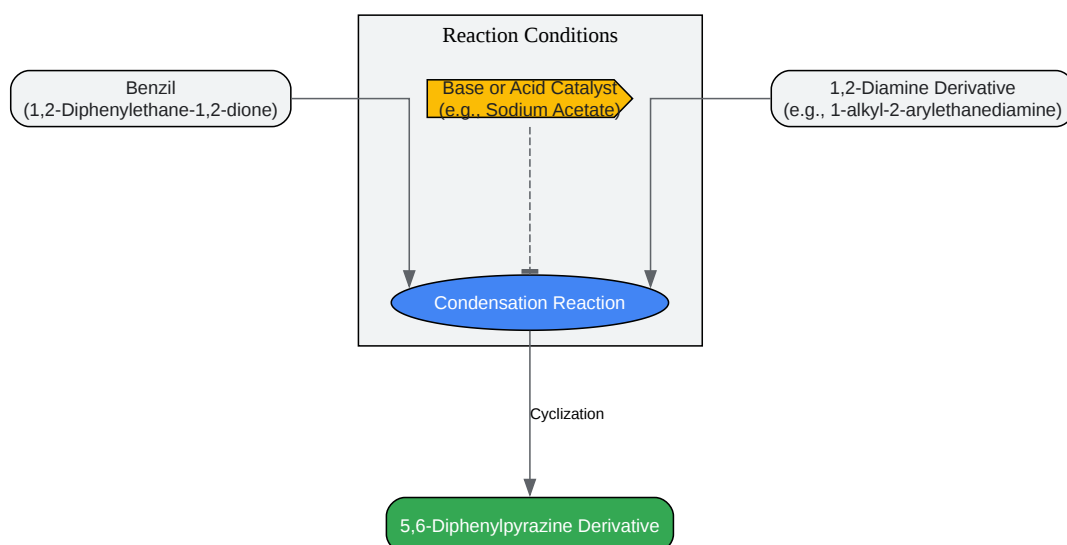 Reaction Conditions
Benzil
(1,2-Diphenylethane-1,2-dione)
Base or Acid Catalyst
(e.g., Sodium Acetate)
1,2-Diamine Derivative
(e.g., 1-alkyl-2-arylethanediamine)
Condensation Reaction
Cyclization
5,6-Diphenylpyrazine Derivative